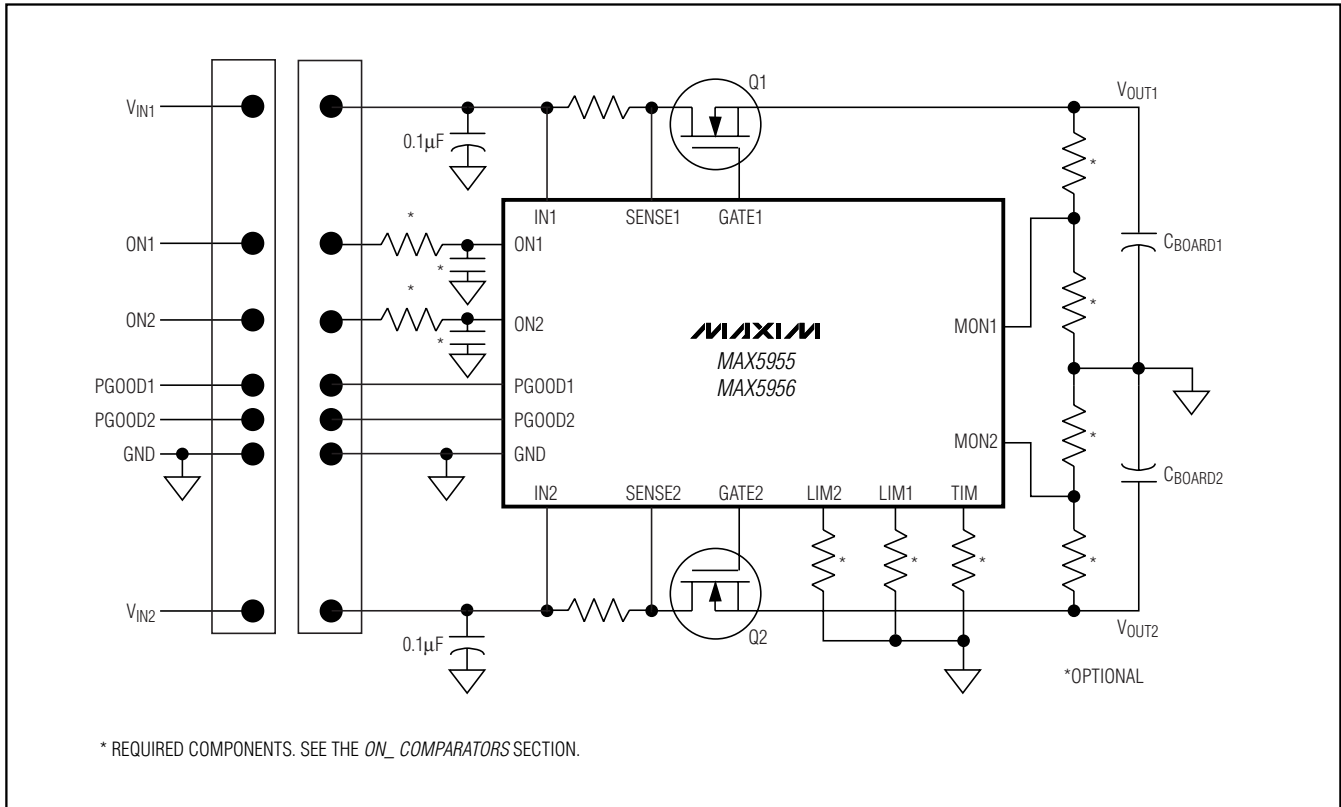 Q1
VIN1
VOUT1
0.1µF
*
IN1
SENSE1
GATE1
*
ON1
ON1
*
*
CBOARD1
*
ON2
ON2
*
MAXIM
MAX5955
MAX5956
MON1
PGOOD1
PGOOD1
PGOOD2
PGOOD2
GND
GND
MON2
*
CBOARD2
IN2
SENSE2
GATE2
LIM2
LIM1
TIM
*
*
*
*
VIN2
0.1µF
Q2
VOUT2
*OPTIONAL
* REQUIRED COMPONENTS. SEE THE ON_ COMPARATORS SECTION.